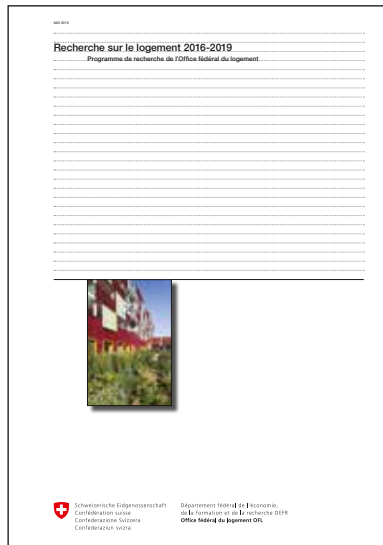 Recherche sur le logement 2016-2019
Programme de recherche de l'Office fédéral du logement
Schweizerische Eidgenossenschaft
Confédération suisse
Confederazione Svizzera
Confederaziun svizra
Département fédéral de l'économie,
de la formation et de la recherche DEFR
Office fédéral du logement OFL